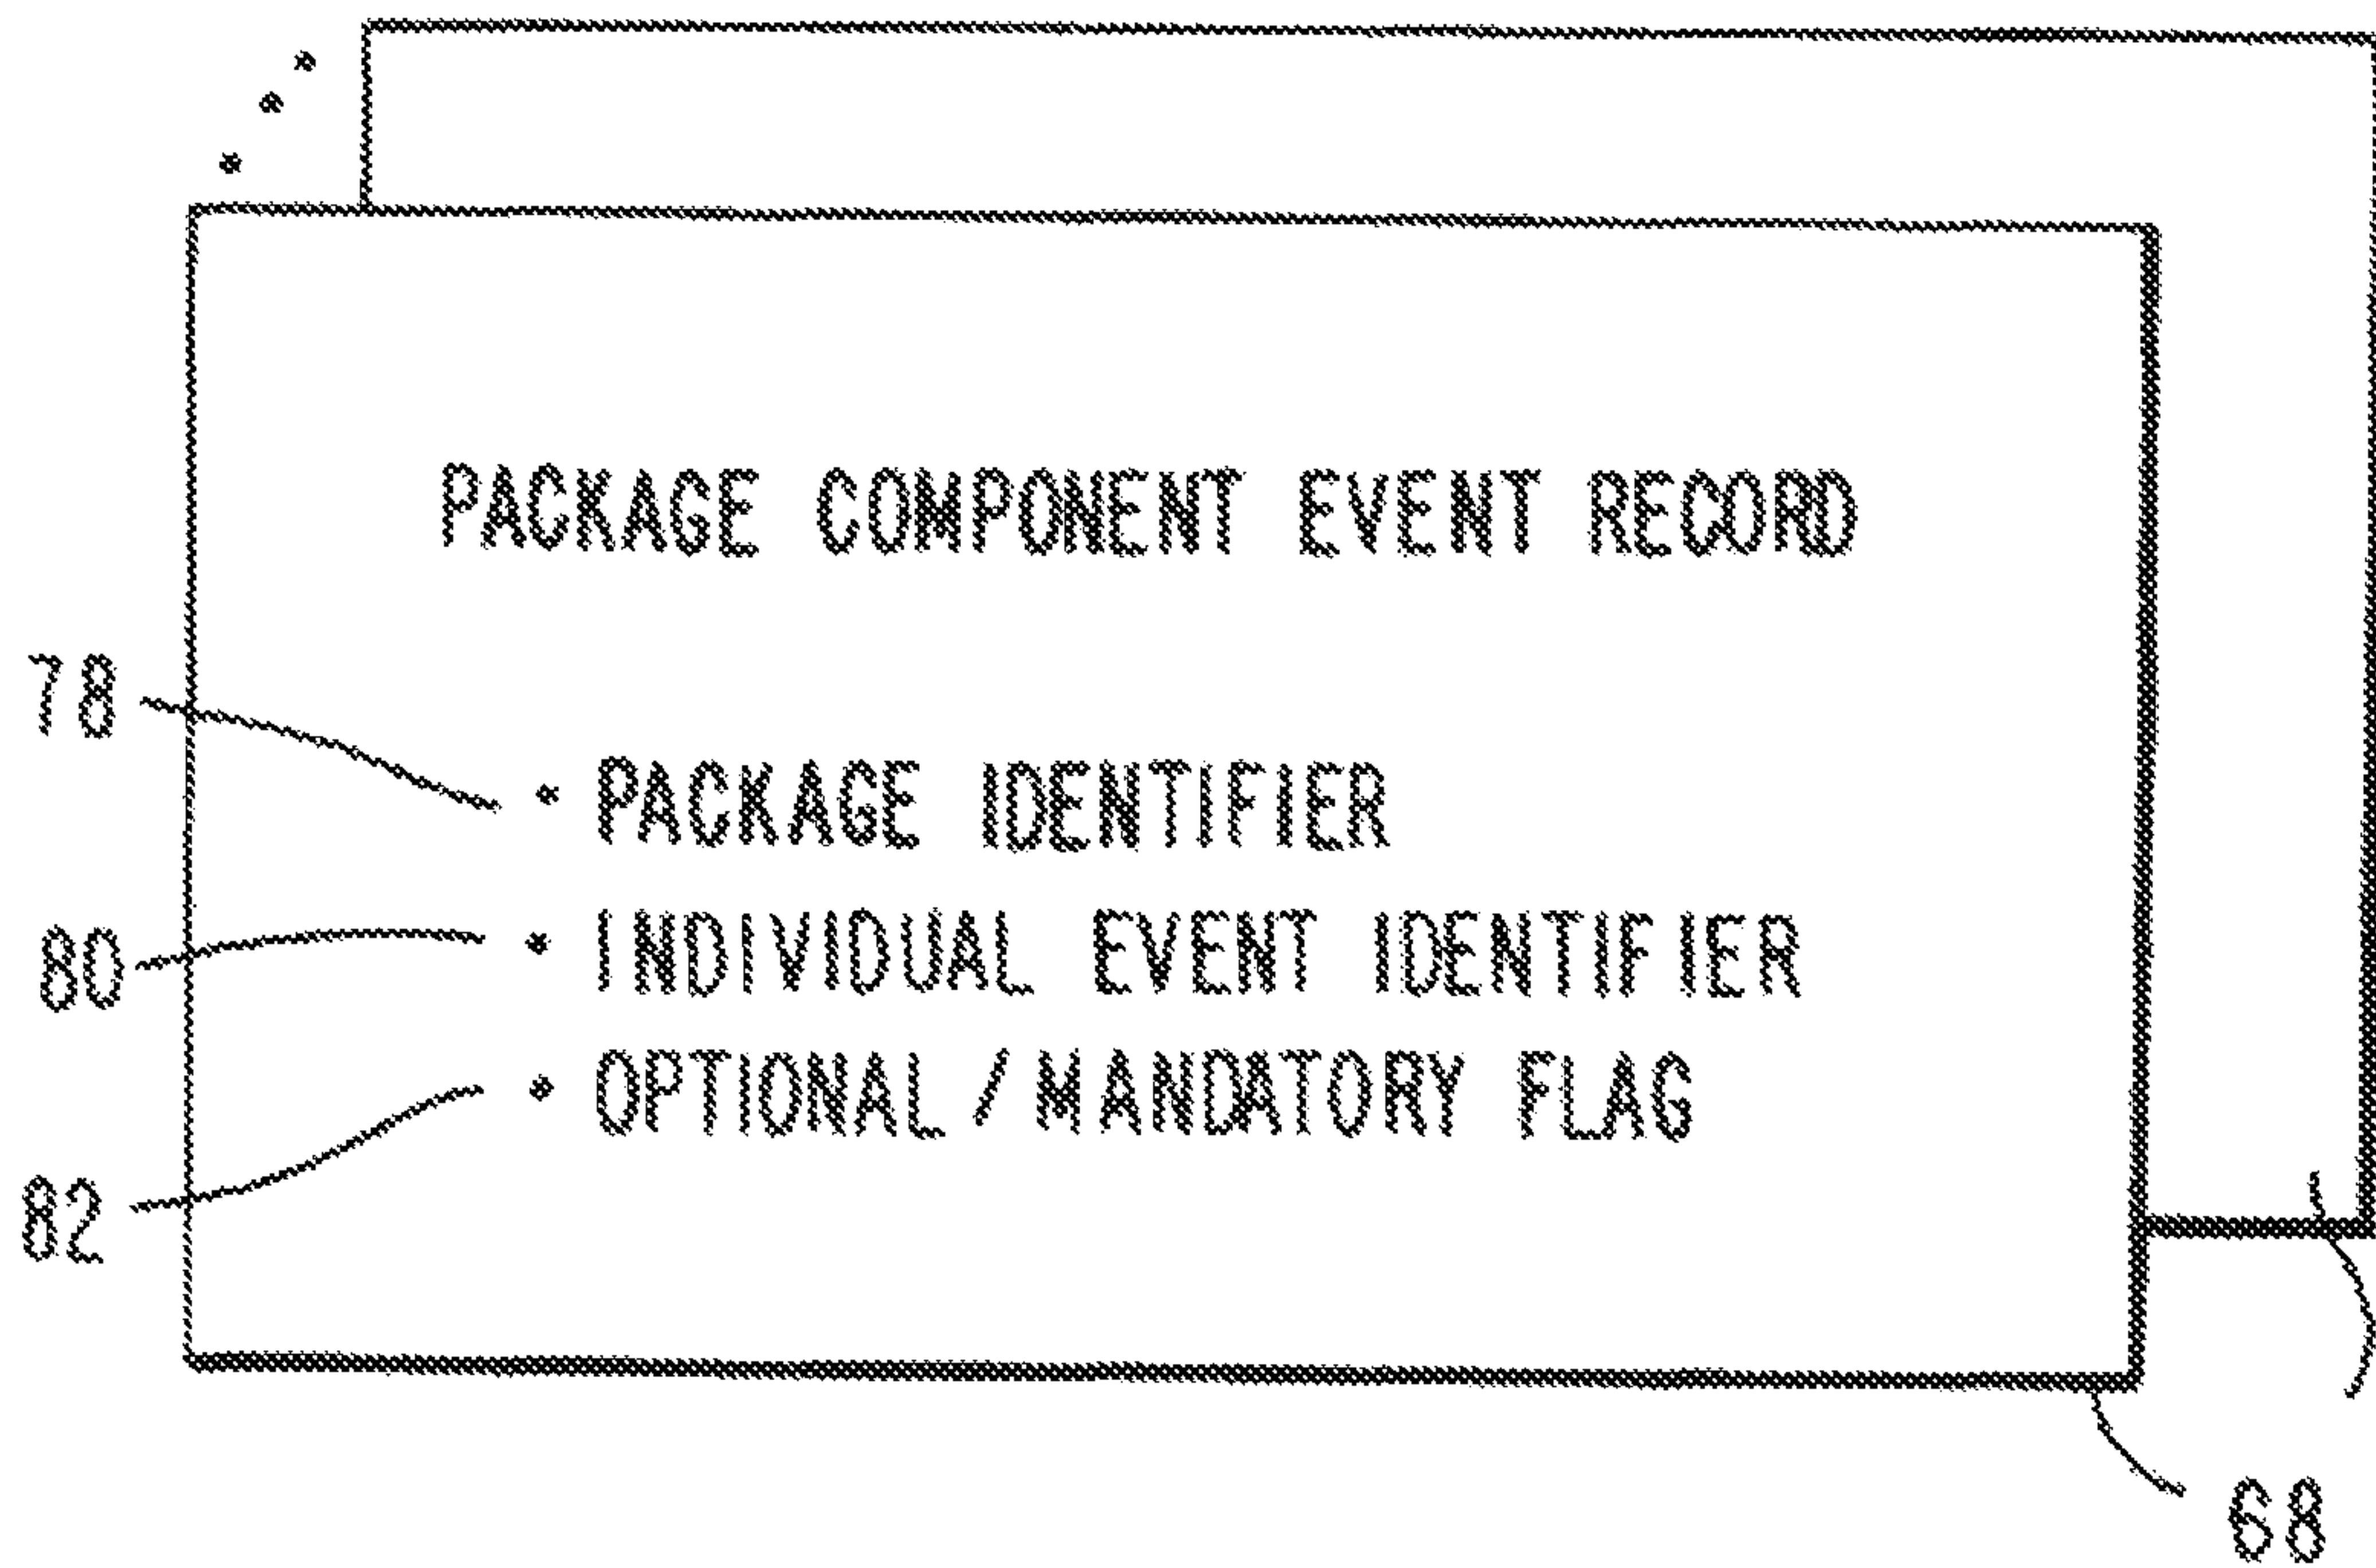 PACKAGE COMPONENT EVENT RECORD
78
• PACKAGE IDENTIFIER
80
• INDIVIDUAL EVENT IDENTIFIER
• OPTIONAL/MANDATORY FLAG
82
68